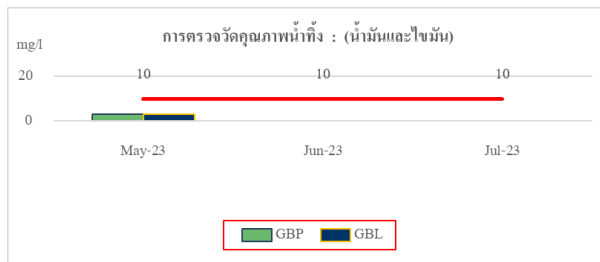 การตรวจวัดคุณภาพน้ำทิ้ง : (น้ำมันและไขมัน)
mg/l
20
10 10 10
0
May-23 Jun-23 Jul-23
GBP GBL